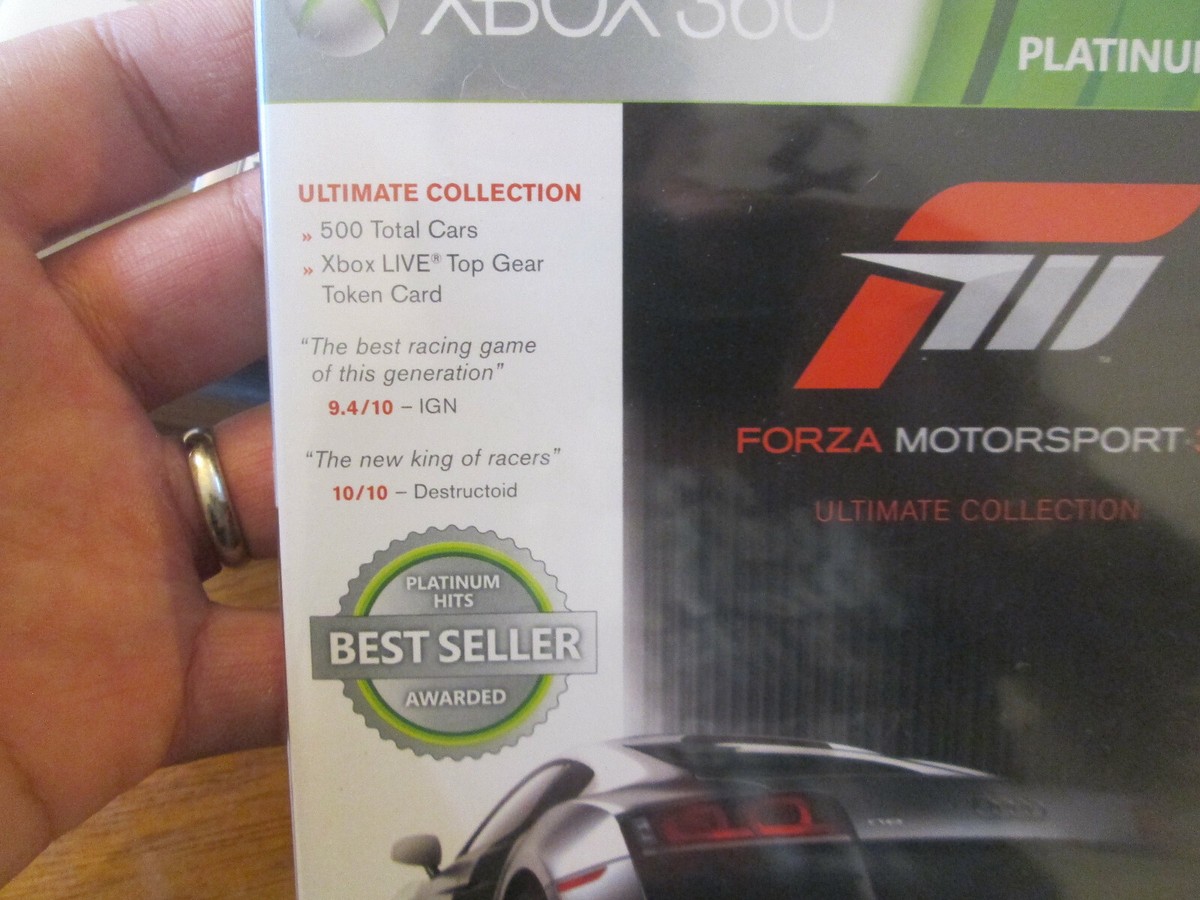 XBOX 360
PLATINU
ULTIMATE COLLECTION
» 500 Total Cars
» Xbox LIVE® Top Gear
Token Card
“The best racing game
of this generation”
9.4/10 – IGN
“The new king of racers”
10/10 – Destructoid
PLATINUM
HITS
BEST SELLER
AWARDED
FORZA MOTORSPORT
ULTIMATE COLLECTION